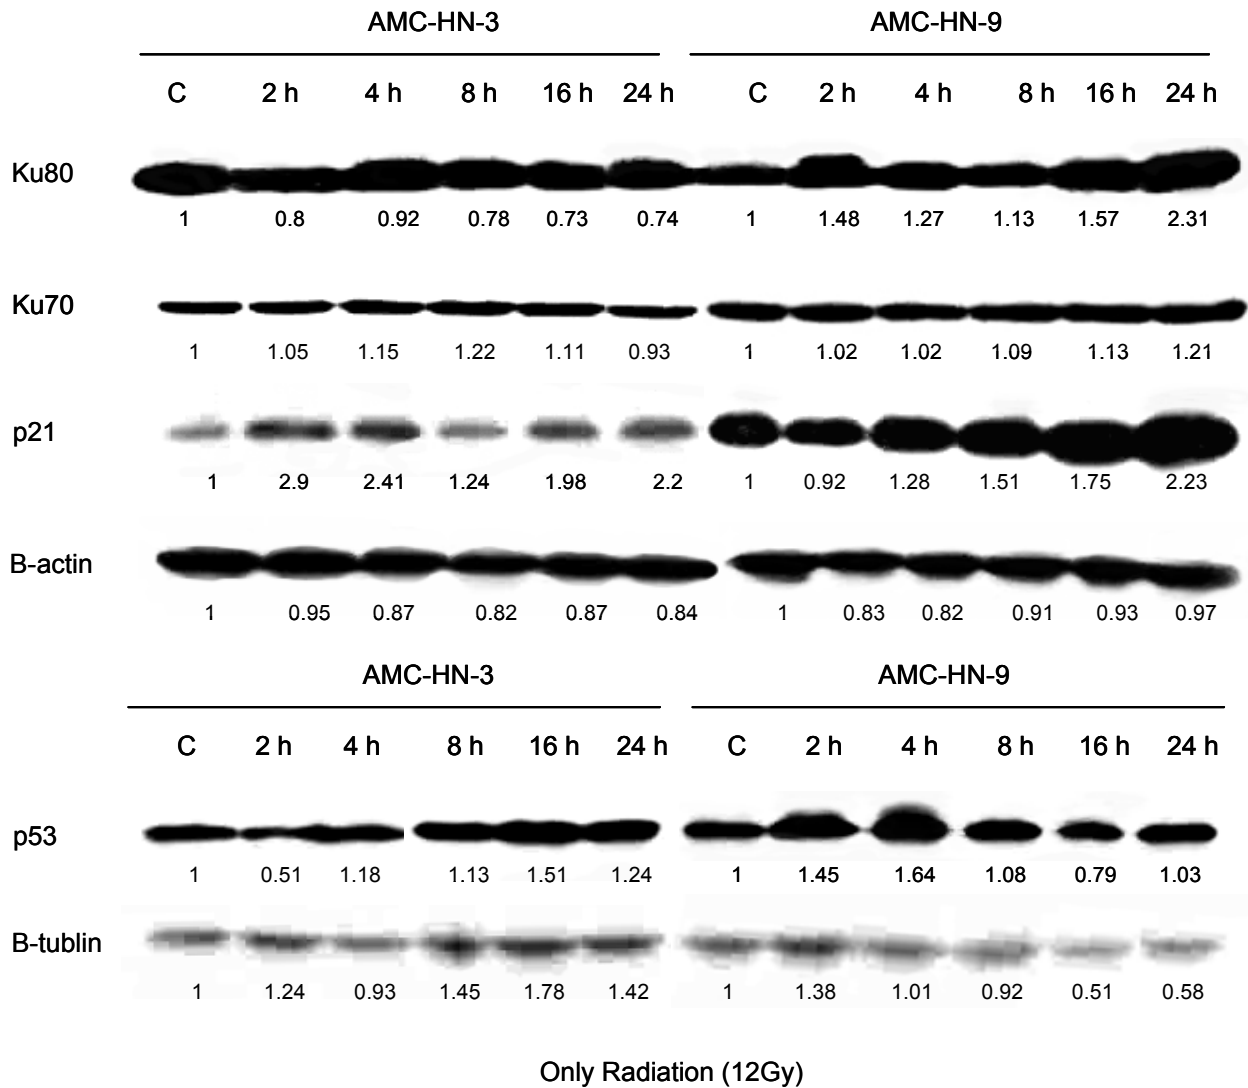 AMC-HN-3 AMC-HN-9
C 2 h 4 h 8 h 16 h 24 h C 2 h 4 h 8 h 16 h 24 h
Ku80
1 0.8 0.92 0.78 0.73 0.74 1 1.48 1.27 1.13 1.57 2.31
Ku70
1 1.05 1.15 1.22 1.11 0.93 1 1.02 1.02 1.09 1.13 1.21
p21
1 2.9 2.41 1.24 1.98 2.2 1 0.92 1.28 1.51 1.75 2.23
B-actin
1 0.95 0.87 0.82 0.87 0.84 1 0.83 0.82 0.91 0.93 0.97
AMC-HN-3 AMC-HN-9
C 2 h 4 h 8 h 16 h 24 h C 2 h 4 h 8 h 16 h 24 h
p53
1 0.51 1.18 1.13 1.51 1.24 1 1.45 1.64 1.08 0.79 1.03
B-tublin
1 1.24 0.93 1.45 1.78 1.42 1 1.38 1.01 0.92 0.51 0.58
Only Radiation (12Gy)